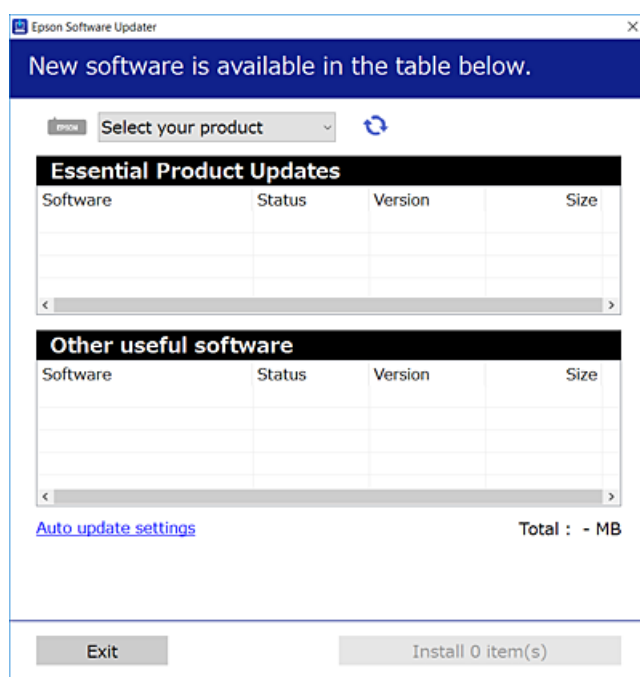 Epson Software Updater
New software is available in the table below.
EPSON Select your product
Essential Product Updates
Software Status Version Size
Other useful software
Software Status Version Size
Auto update settings Total : - MB
Exit Install 0 item(s)